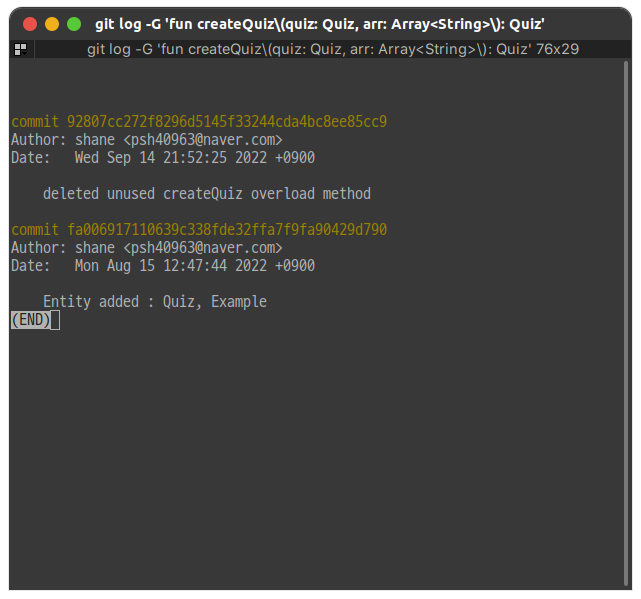 git log -G 'fun createQuiz\(quiz: Quiz, arr: Array<String>\): Quiz'
git log -G 'fun createQuiz\(quiz: Quiz, arr: Array<String>\): Quiz' 76x29
commit 92807cc272f8296d5145f33244cda4bc8ee85cc9
Author: shane <psh40963@naver.com>
Date:   Wed Sep 14 21:52:25 2022 +0900
    deleted unused createQuiz overload method
commit fa006917110639c338fde32ffa7f9fa90429d790
Author: shane <psh40963@naver.com>
Date:   Mon Aug 15 12:47:44 2022 +0900
    Entity added : Quiz, Example
(END)